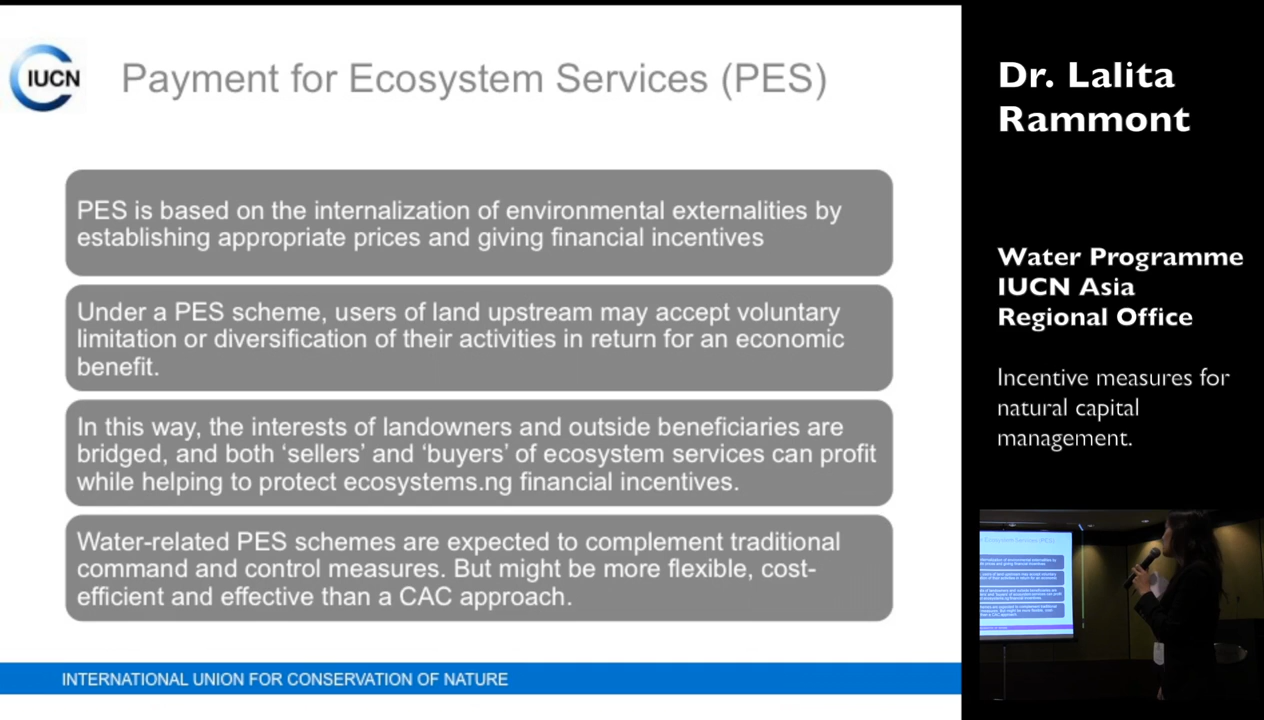 IUCN
Payment for Ecosystem Services (PES)
PES is based on the internalization of environmental externalities by
establishing appropriate prices and giving financial incentives
Under a PES scheme, users of land upstream may accept voluntary
limitation or diversification of their activities in return for an economic
benefit.
In this way, the interests of landowners and outside beneficiaries are
bridged, and both ‘sellers’ and ‘buyers’ of ecosystem services can profit
while helping to protect ecosystems.ng financial incentives.
Water-related PES schemes are expected to complement traditional
command and control measures. But might be more flexible, cost-
efficient and effective than a CAC approach.
INTERNATIONAL UNION FOR CONSERVATION OF NATURE
Dr. Lalita
Rammont
Water Programme
IUCN Asia
Regional Office
Incentive measures for
natural capital
management.